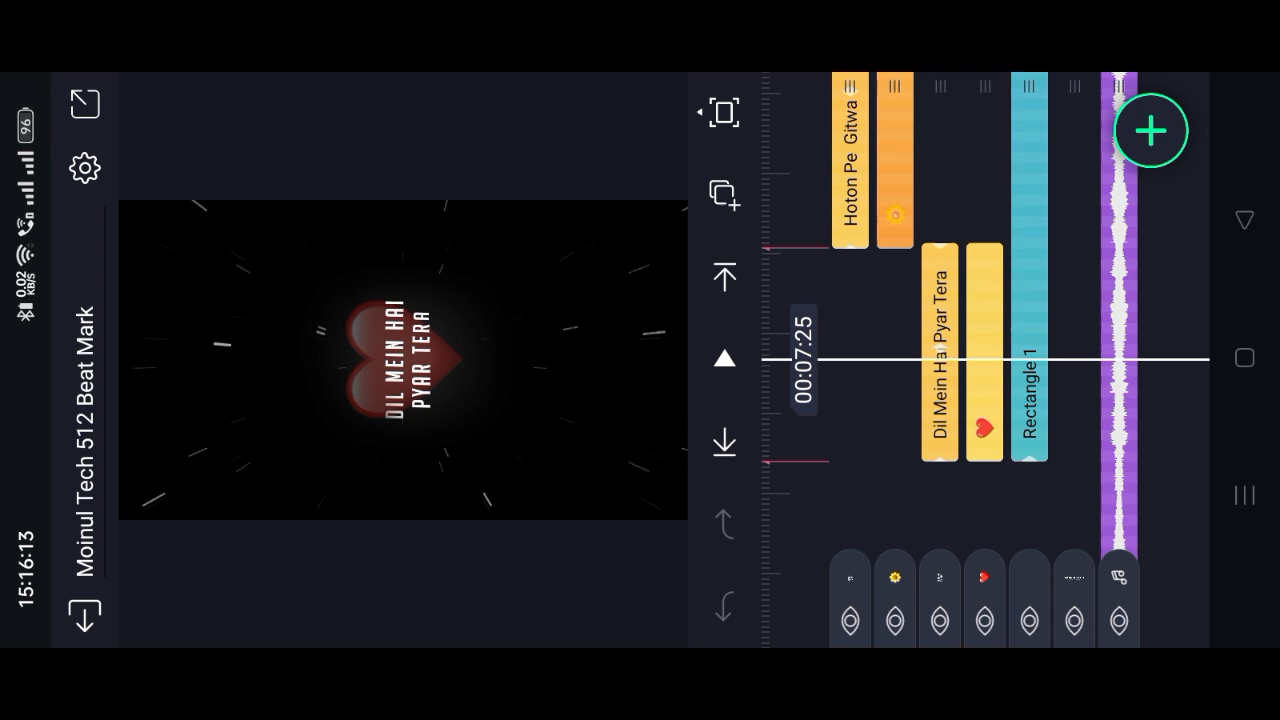 15:16:13
0.02
KB/s
96
Moinul Tech 512 Beat Mark
DIL MEIN HAI
PYAR TERA
00:07:25
Hoton Pe Gitwa
Dil Mein Hai Pyar Tera
Rectangle 1